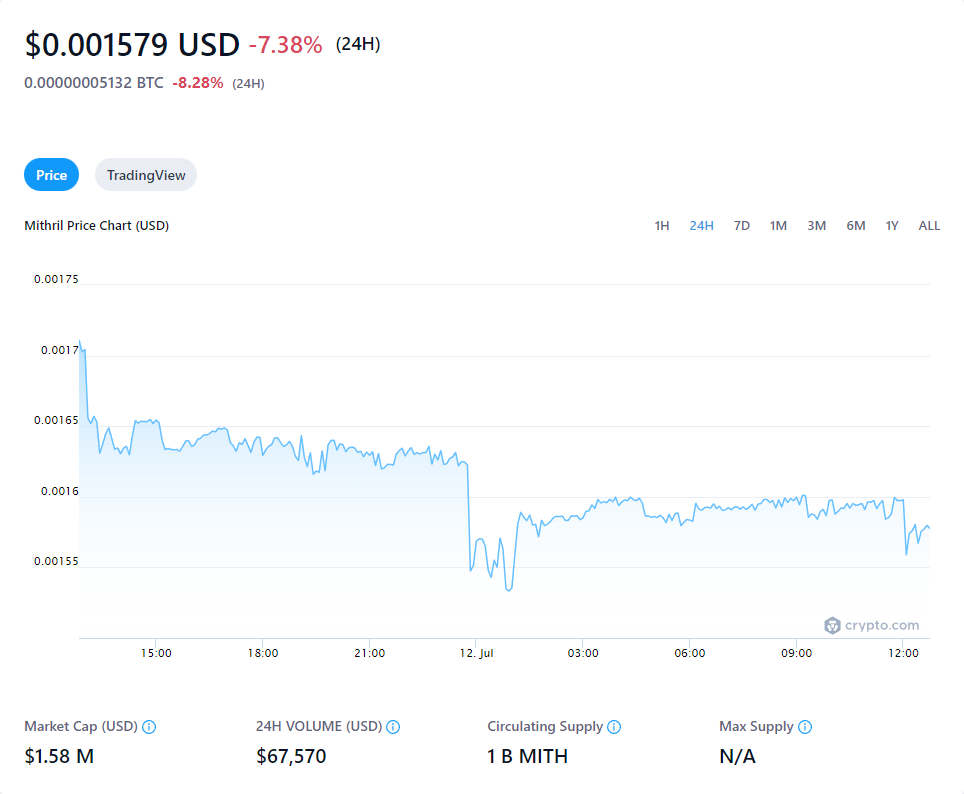 $0.001579 USD -7.38% (24H)
0.00000005132 BTC -8.28% (24H)
Price TradingView
Mithril Price Chart (USD) 1H 24H 7D 1M 3M 6M 1Y ALL
0.00175
0.0017
0.00165
0.0016
0.00155
crypto.com
15:00 18:00 21:00 12. Jul 03:00 06:00 09:00 12:00
Market Cap (USD) 24H VOLUME (USD) Circulating Supply Max Supply
$1.58 M $67,570 1 B MITH N/A